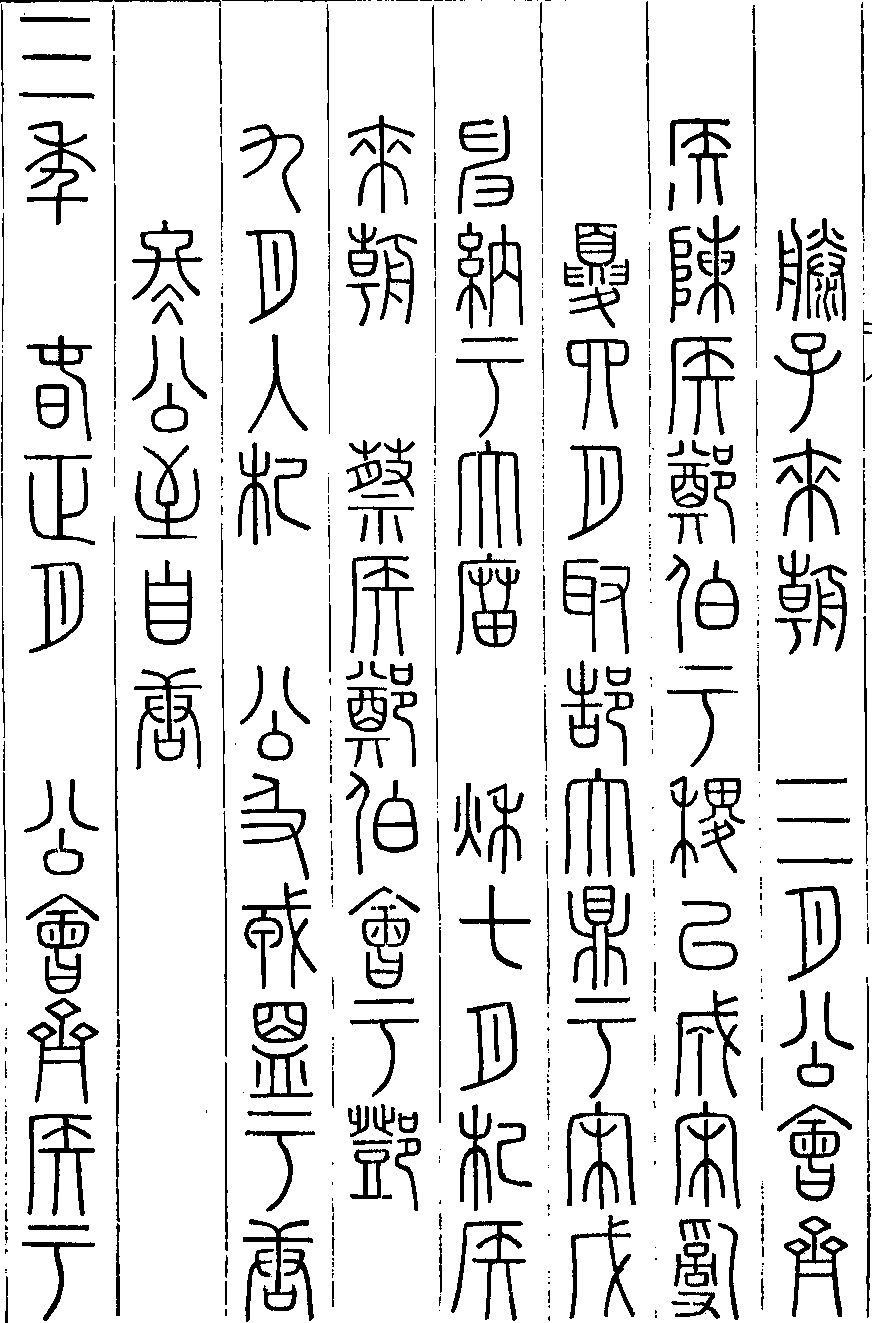 滕子來朝　三月公會齊
侯陳侯鄭伯于稷以成宋亂
夏四月取郜大鼎于宋戊
申納于大廟　秋七月杞侯
來朝　蔡侯鄭伯會于鄧
九月入杞　公及戎盟于唐
冬公至自唐
三年　春正月　公會齊侯于